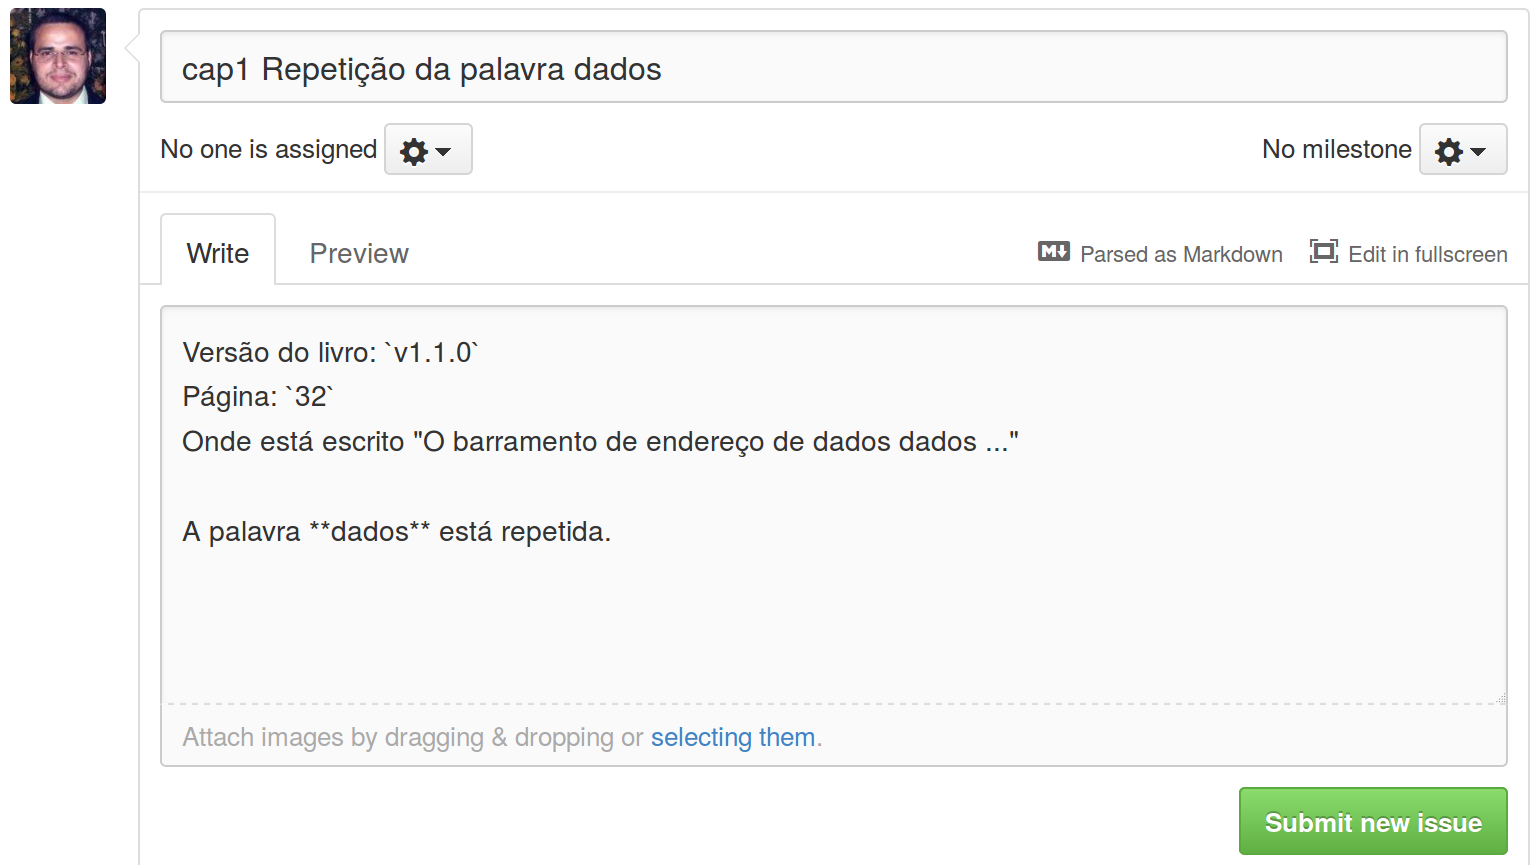 cap1 Repetição da palavra dados
No one is assigned
No milestone
Write
Preview
Parsed as Markdown
Edit in fullscreen
Versão do livro: `v1.1.0`
Página: `32`
Onde está escrito "O barramento de endereço de dados dados ..."
A palavra **dados** está repetida.
Attach images by dragging & dropping or selecting them.
Submit new issue